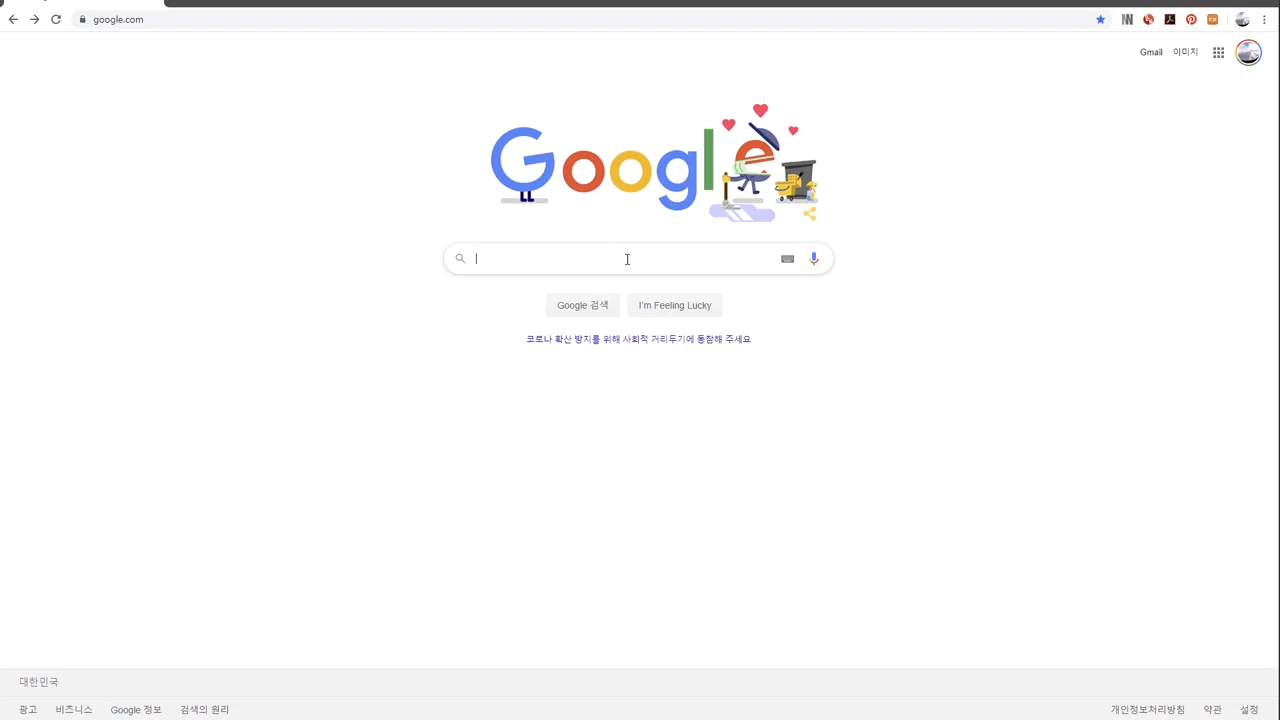 google.com
Gmail 이미지
Google
Google 검색 I'm Feeling Lucky
코로나 확산 방지를 위해 사회적 거리두기에 동참해 주세요
대한민국
광고 비즈니스 Google 정보 검색의 원리 개인정보처리방침 약관 설정